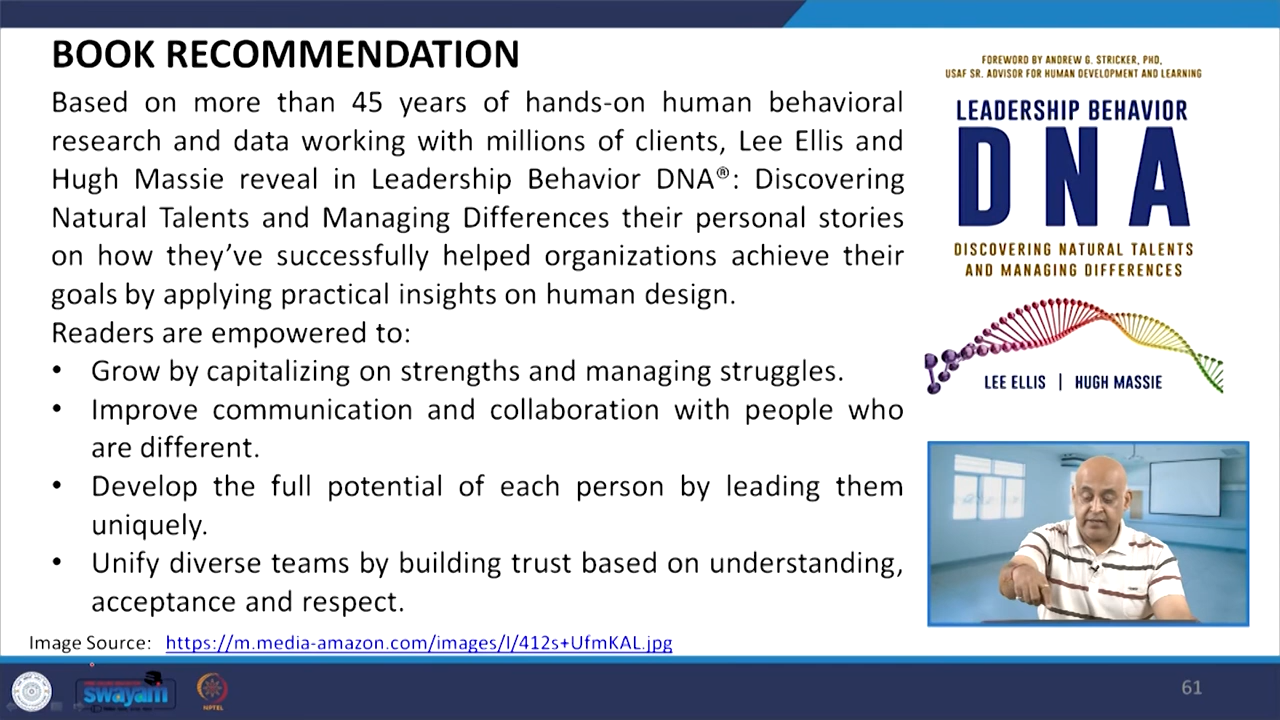 BOOK RECOMMENDATION
Based on more than 45 years of hands-on human behavioral
research and data working with millions of clients, Lee Ellis and
Hugh Massie reveal in Leadership Behavior DNA®: Discovering
Natural Talents and Managing Differences their personal stories
on how they’ve successfully helped organizations achieve their
goals by applying practical insights on human design.
Readers are empowered to:
• Grow by capitalizing on strengths and managing struggles.
• Improve communication and collaboration with people who
are different.
• Develop the full potential of each person by leading them
uniquely.
• Unify diverse teams by building trust based on understanding,
acceptance and respect.
Image Source: https://m.media-amazon.com/images/I/412s+UfmKAL.jpg
FOREWORD BY ANDREW G. STRICKER, PHD,
USAF SR. ADVISOR FOR HUMAN DEVELOPMENT AND LEARNING
LEADERSHIP BEHAVIOR
DNA
DISCOVERING NATURAL TALENTS
AND MANAGING DIFFERENCES
LEE ELLIS | HUGH MASSIE
swayam
NPTEL
61